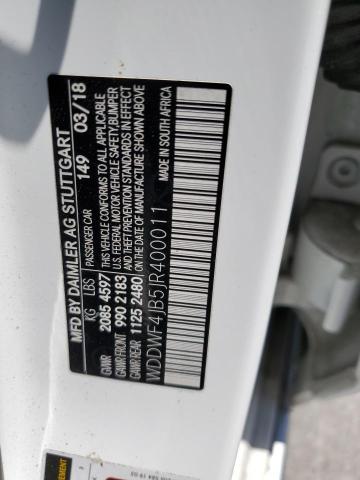 MFD BY DAIMLER AG STUTTGART
PASSENGER CAR 149 03/18
KG LBS
GWR 2085 4597 THIS VEHICLE CONFORMS TO ALL APPLICABLE
GAWR FRONT 990 2183 U.S. FEDERAL MOTOR VEHICLE SAFETY, BUMPER
GAWR REAR 1125 2480 AND THEFT PREVENTION STANDARDS IN EFFECT
ON THE DATE OF MANUFACTURE SHOWN ABOVE
WDDWF4JB5JR400011 MADE IN SOUTH AFRICA